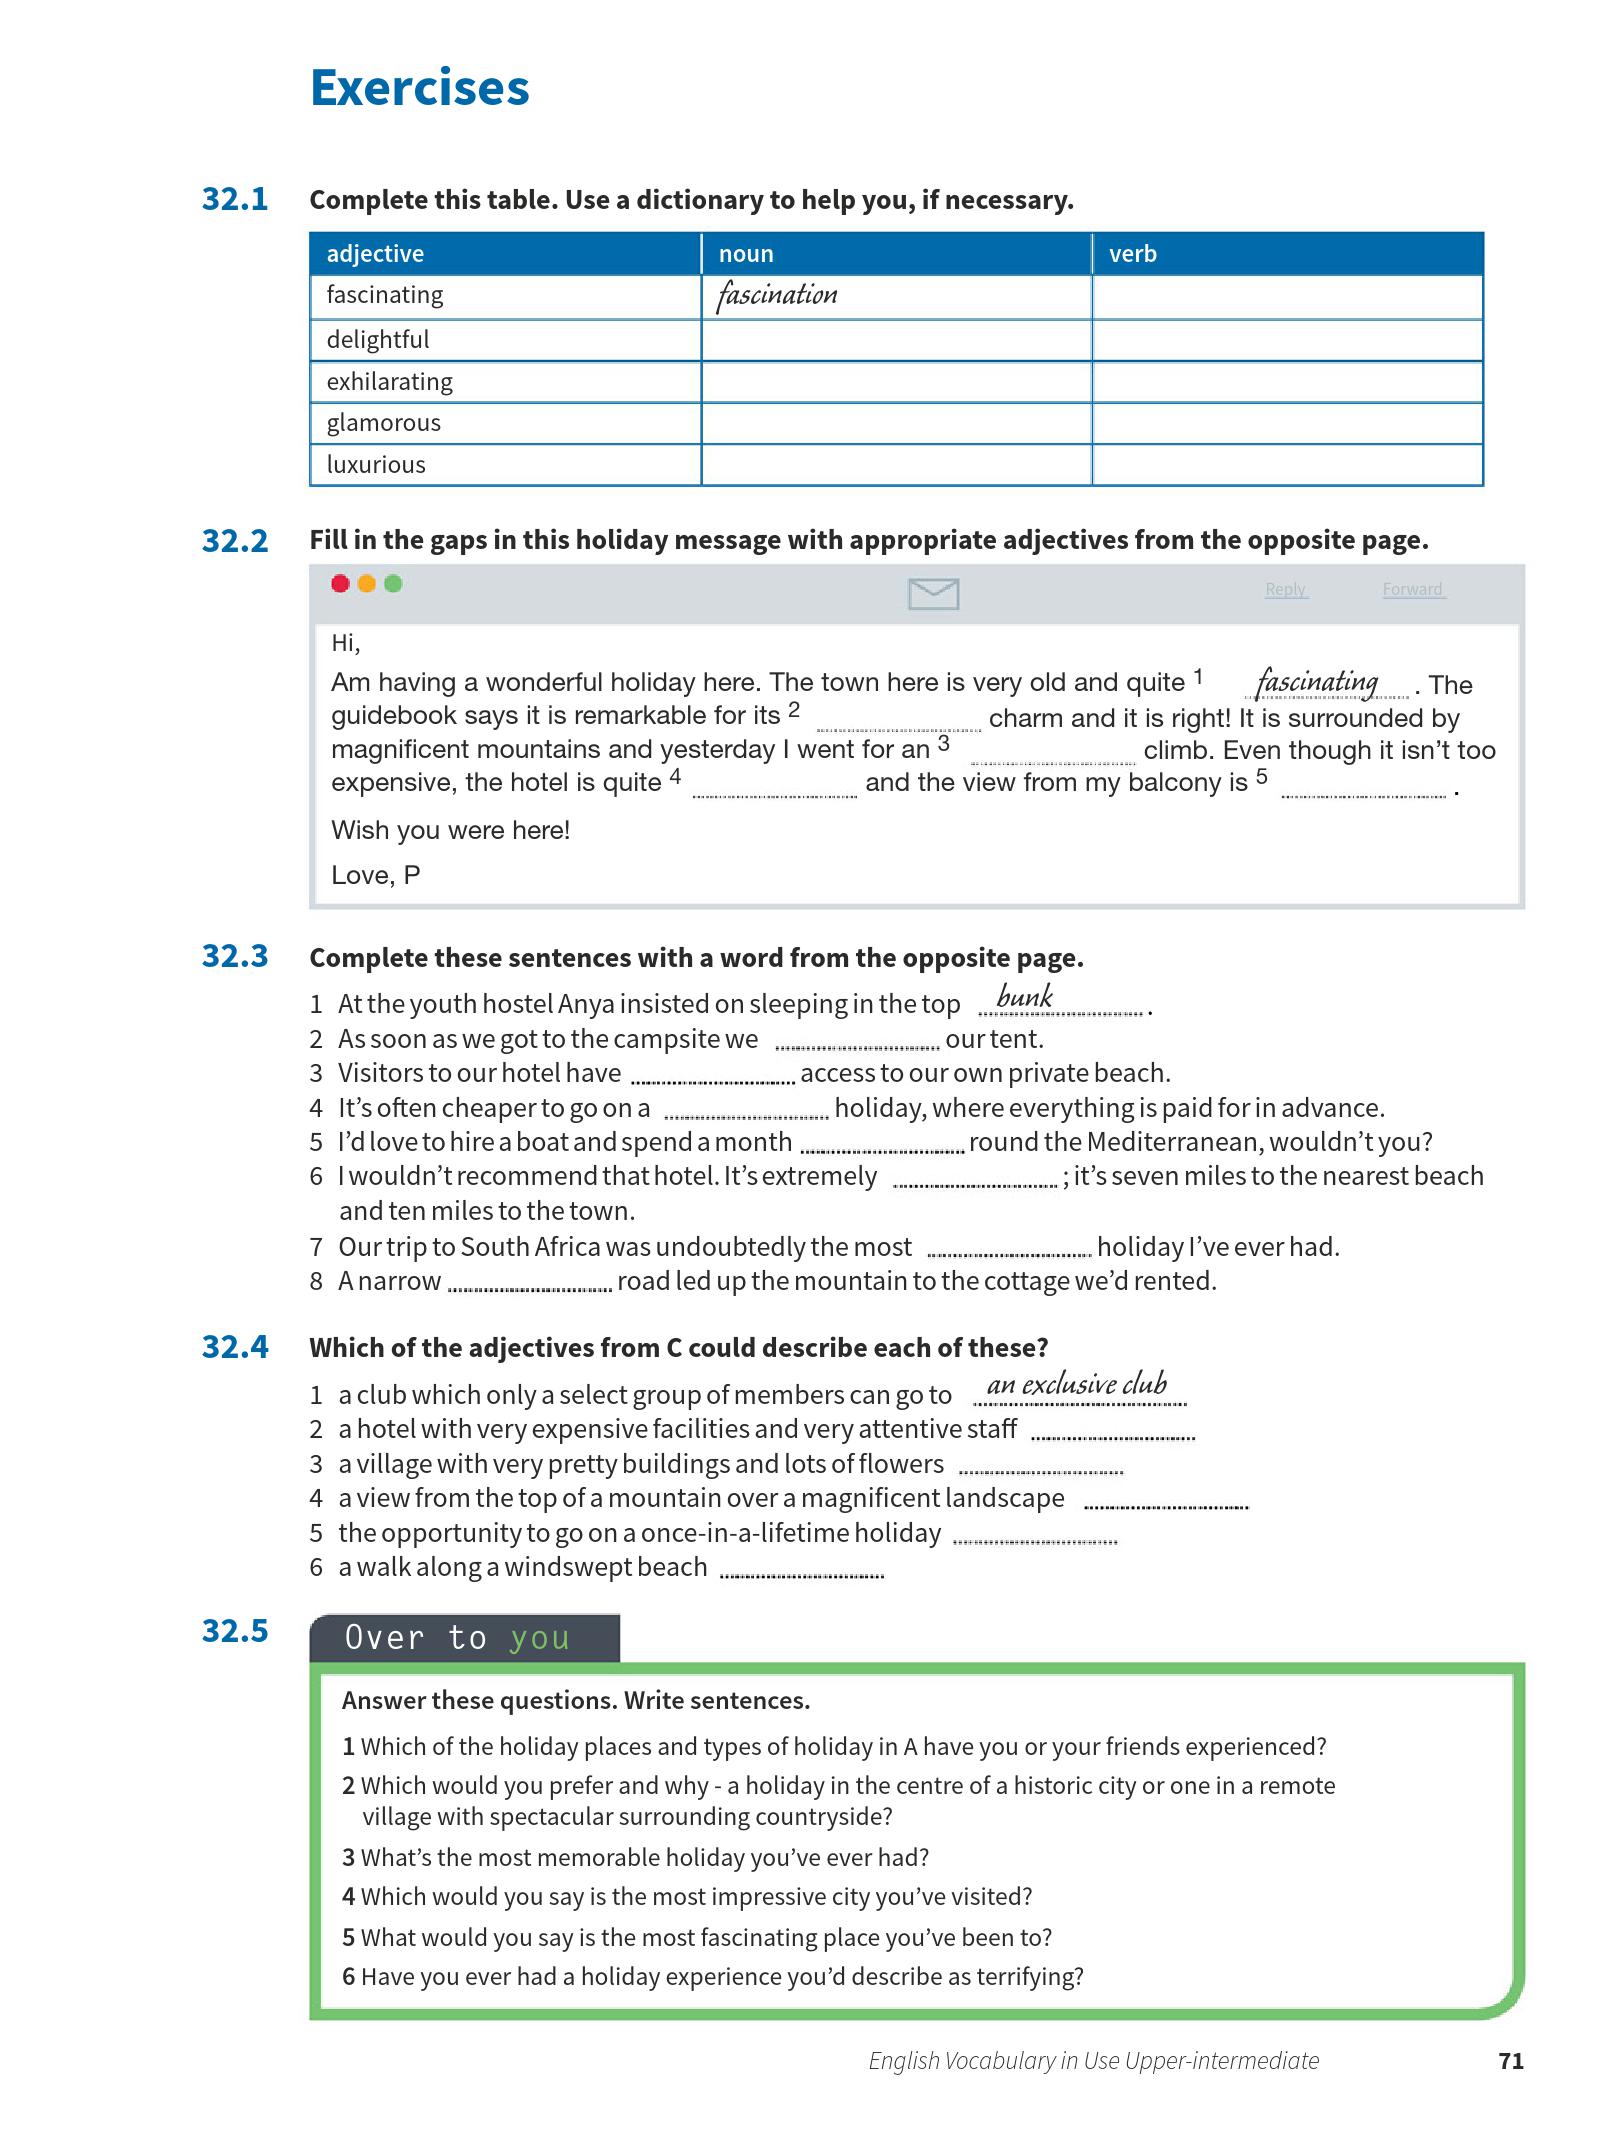 Exercises
32.1 Complete this table. Use a dictionary to help you, if necessary.
adjective noun verb
fascinating fascination
delightful
exhilarating
glamorous
luxurious
32.2 Fill in the gaps in this holiday message with appropriate adjectives from the opposite page.
Reply Forward
Hi,
Am having a wonderful holiday here. The town here is very old and quite 1 fascinating . The
guidebook says it is remarkable for its 2 charm and it is right! It is surrounded by
magnificent mountains and yesterday I went for an 3 climb. Even though it isn't too
expensive, the hotel is quite 4 and the view from my balcony is 5 .
Wish you were here!
Love, P
32.3 Complete these sentences with a word from the opposite page.
1 At the youth hostel Anya insisted on sleeping in the top bunk .
2 As soon as we got to the campsite we our tent.
3 Visitors to our hotel have access to our own private beach.
4 It's often cheaper to go on a holiday, where everything is paid for in advance.
5 I'd love to hire a boat and spend a month round the Mediterranean, wouldn't you?
6 I wouldn't recommend that hotel. It's extremely ; it's seven miles to the nearest beach
and ten miles to the town.
7 Our trip to South Africa was undoubtedly the most holiday I've ever had.
8 A narrow road led up the mountain to the cottage we'd rented.
32.4 Which of the adjectives from C could describe each of these?
1 a club which only a select group of members can go to an exclusive club
2 a hotel with very expensive facilities and very attentive staff
3 a village with very pretty buildings and lots of flowers
4 a view from the top of a mountain over a magnificent landscape
5 the opportunity to go on a once-in-a-lifetime holiday
6 a walk along a windswept beach
32.5 Over to you
Answer these questions. Write sentences.
1 Which of the holiday places and types of holiday in A have you or your friends experienced?
2 Which would you prefer and why - a holiday in the centre of a historic city or one in a remote
village with spectacular surrounding countryside?
3 What's the most memorable holiday you've ever had?
4 Which would you say is the most impressive city you've visited?
5 What would you say is the most fascinating place you've been to?
6 Have you ever had a holiday experience you'd describe as terrifying?
English Vocabulary in Use Upper-intermediate 71